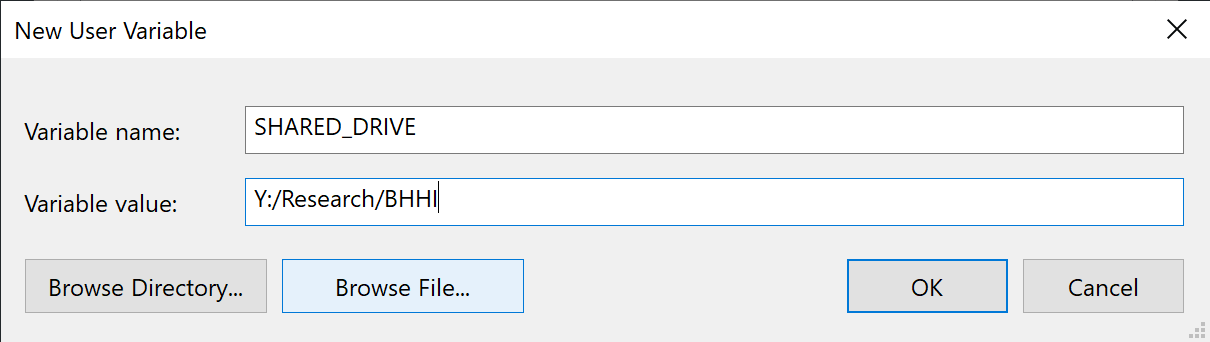 New User Variable
Variable name:
SHARED_DRIVE
Variable value:
Y:/Research/BHHI
Browse Directory...
Browse File...
OK
Cancel